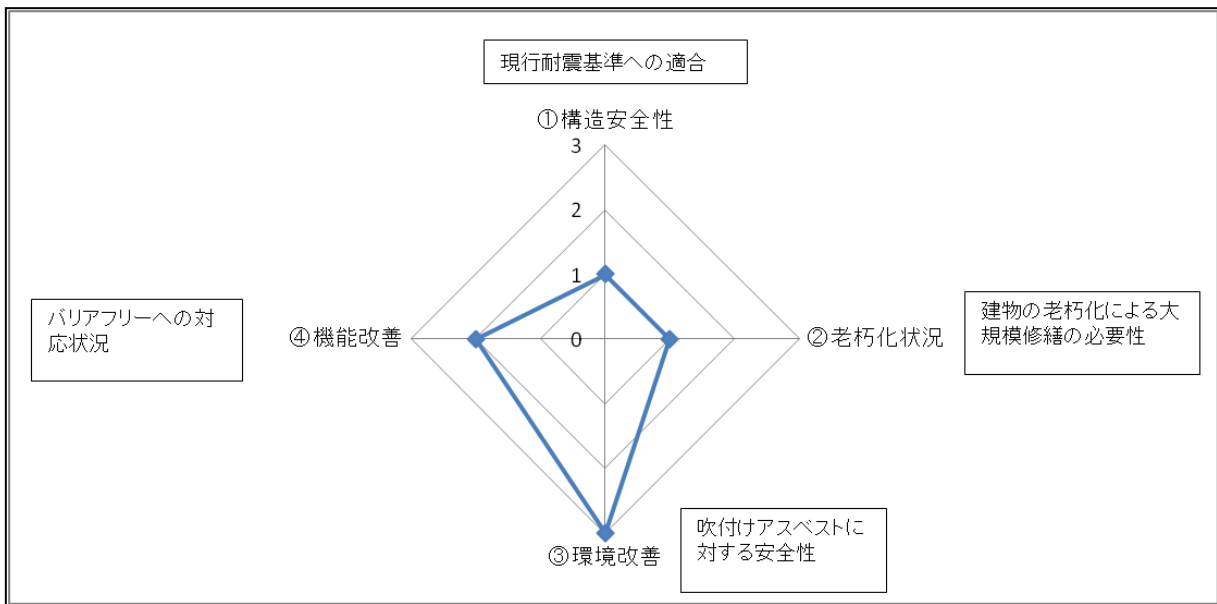 現行耐震基準への適合
①構造安全性
3
2
1
0
バリアフリーへの対
応状況
④機能改善
②老朽化状況
建物の老朽化による大
規模修繕の必要性
③環境改善
吹付けアスベストに
対する安全性